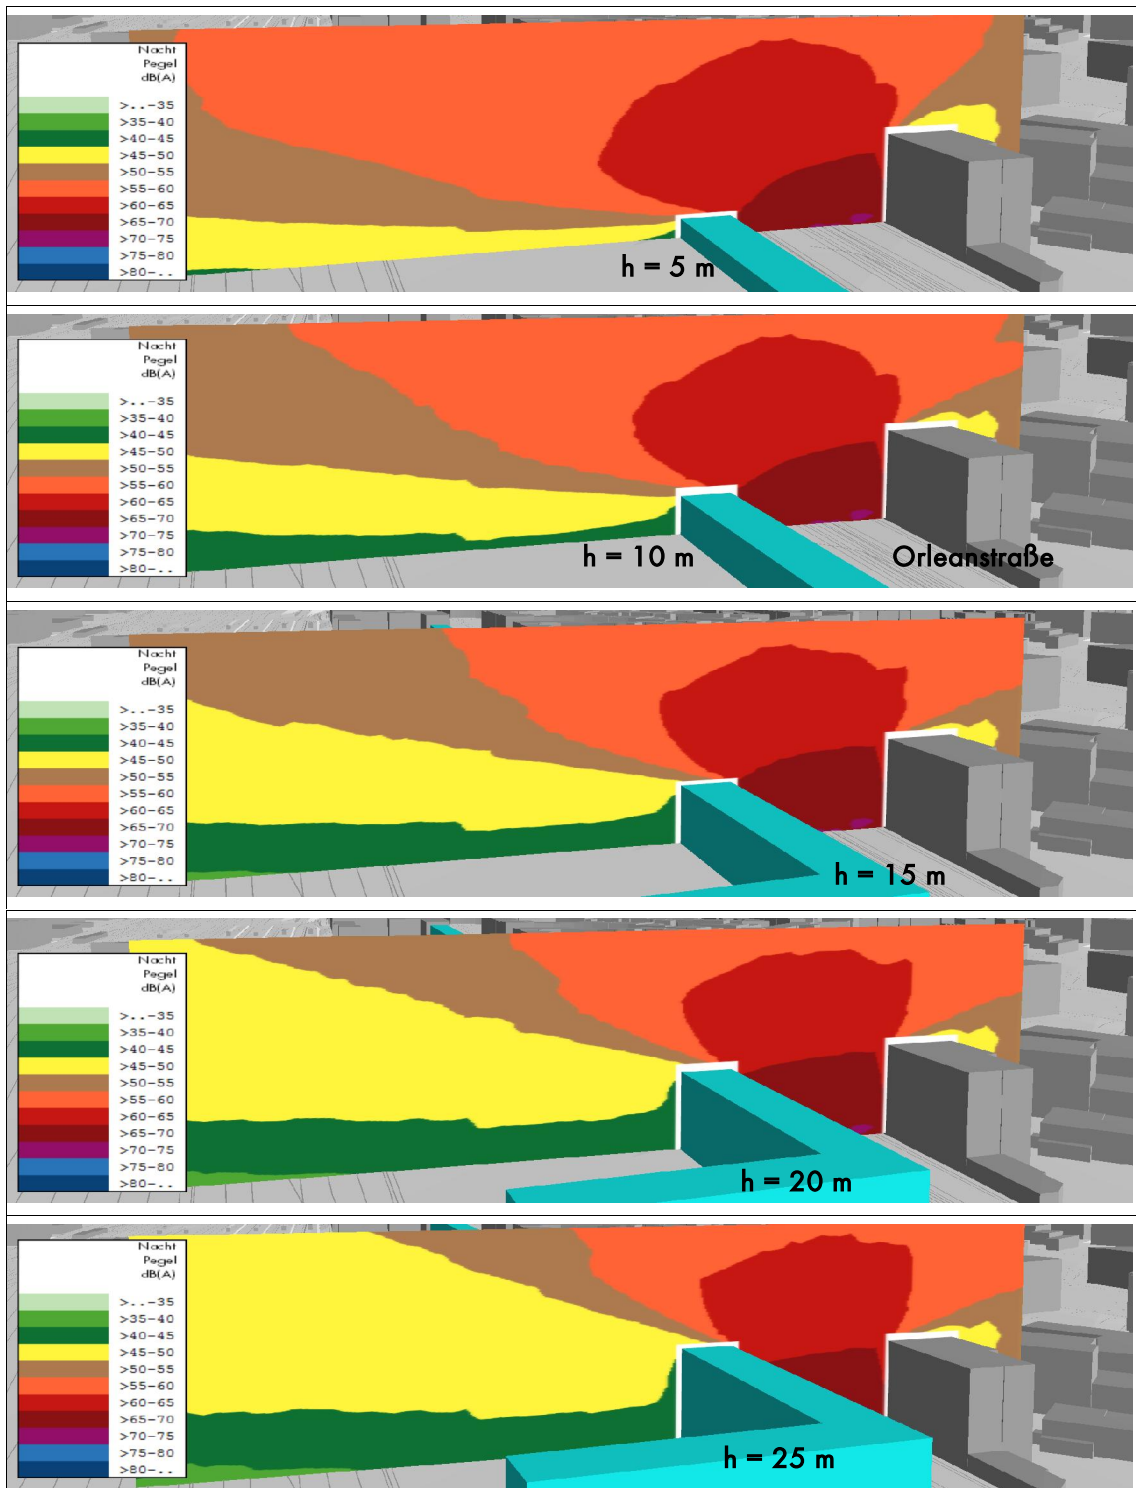 Nacht
Pegel
dB(A)
>..-35
>35-40
>40-45
>45-50
>50-55
>55-60
>60-65
>65-70
>70-75
>75-80
>80-..
h = 5 m
Nacht
Pegel
dB(A)
>..-35
>35-40
>40-45
>45-50
>50-55
>55-60
>60-65
>65-70
>70-75
>75-80
>80-..
h = 10 m
Orleanstraße
Nacht
Pegel
dB(A)
>..-35
>35-40
>40-45
>45-50
>50-55
>55-60
>60-65
>65-70
>70-75
>75-80
>80-..
h = 15 m
Nacht
Pegel
dB(A)
>..-35
>35-40
>40-45
>45-50
>50-55
>55-60
>60-65
>65-70
>70-75
>75-80
>80-..
h = 20 m
Nacht
Pegel
dB(A)
>..-35
>35-40
>40-45
>45-50
>50-55
>55-60
>60-65
>65-70
>70-75
>75-80
>80-..
h = 25 m